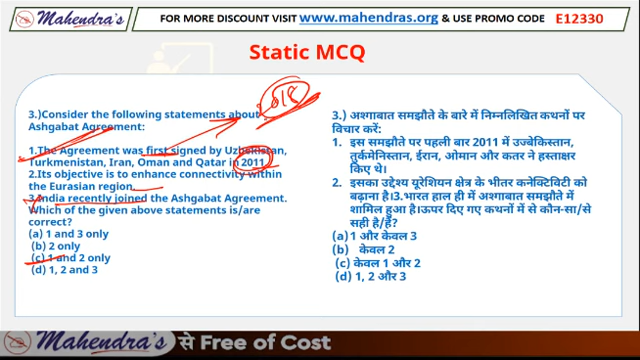 Mahendra's
FOR MORE DISCOUNT VISIT www.mahendras.org & USE PROMO CODE E12330
Static MCQ
3.)Consider the following statements about
Ashgabat Agreement:
1.The Agreement was first signed by Uzbekistan,
Turkmenistan, Iran, Oman and Qatar in 2011.
2.Its objective is to enhance connectivity within
the Eurasian region.
3.India recently joined the Ashgabat Agreement.
Which of the given above statements is/are
correct?
(a) 1 and 3 only
(b) 2 only
(c) 1 and 2 only
(d) 1, 2 and 3
3.) अश्गाबात समझौते के बारे में निम्नलिखित कथनों पर
विचार करें:
1. इस समझौते पर पहली बार 2011 में उज्बेकिस्तान,
तुर्कमेनिस्तान, ईरान, ओमान और कतर ने हस्ताक्षर
किए थे।
2. इसका उद्देश्य यूरेशियन क्षेत्र के भीतर कनेक्टिविटी को
बढ़ाना है।3.भारत हाल ही में अश्गाबात समझौते में
शामिल हुआ है।ऊपर दिए गए कथनों में से कौन-सा/से
सही है/हैं?
(a) 1 और केवल 3
(b) केवल 2
(c) केवल 1 और 2
(d) 1, 2 और 3
Mahendra's से Free of Cost